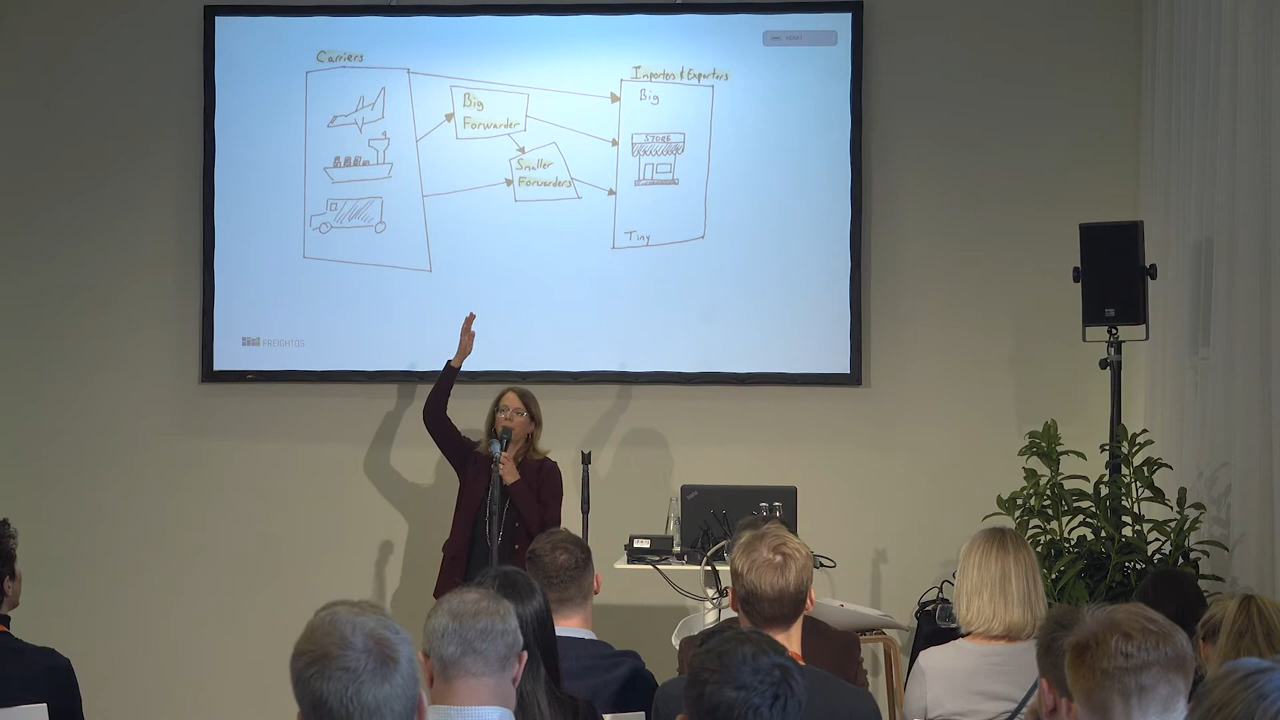 Carriers
Importers & Exporters
Big
Forwarder
Big
STORE
Smaller
Forwarders
Tiny
FREIGHTOS